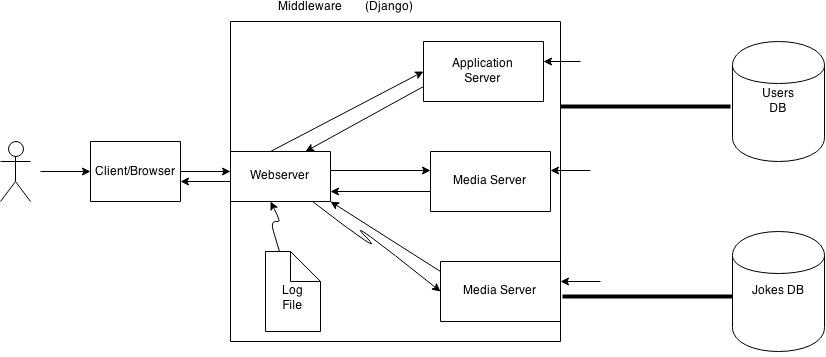 Middleware (Django)
Application
Server
Users
DB
Client/Browser
Webserver
Media Server
Log
File
Media Server
Jokes DB